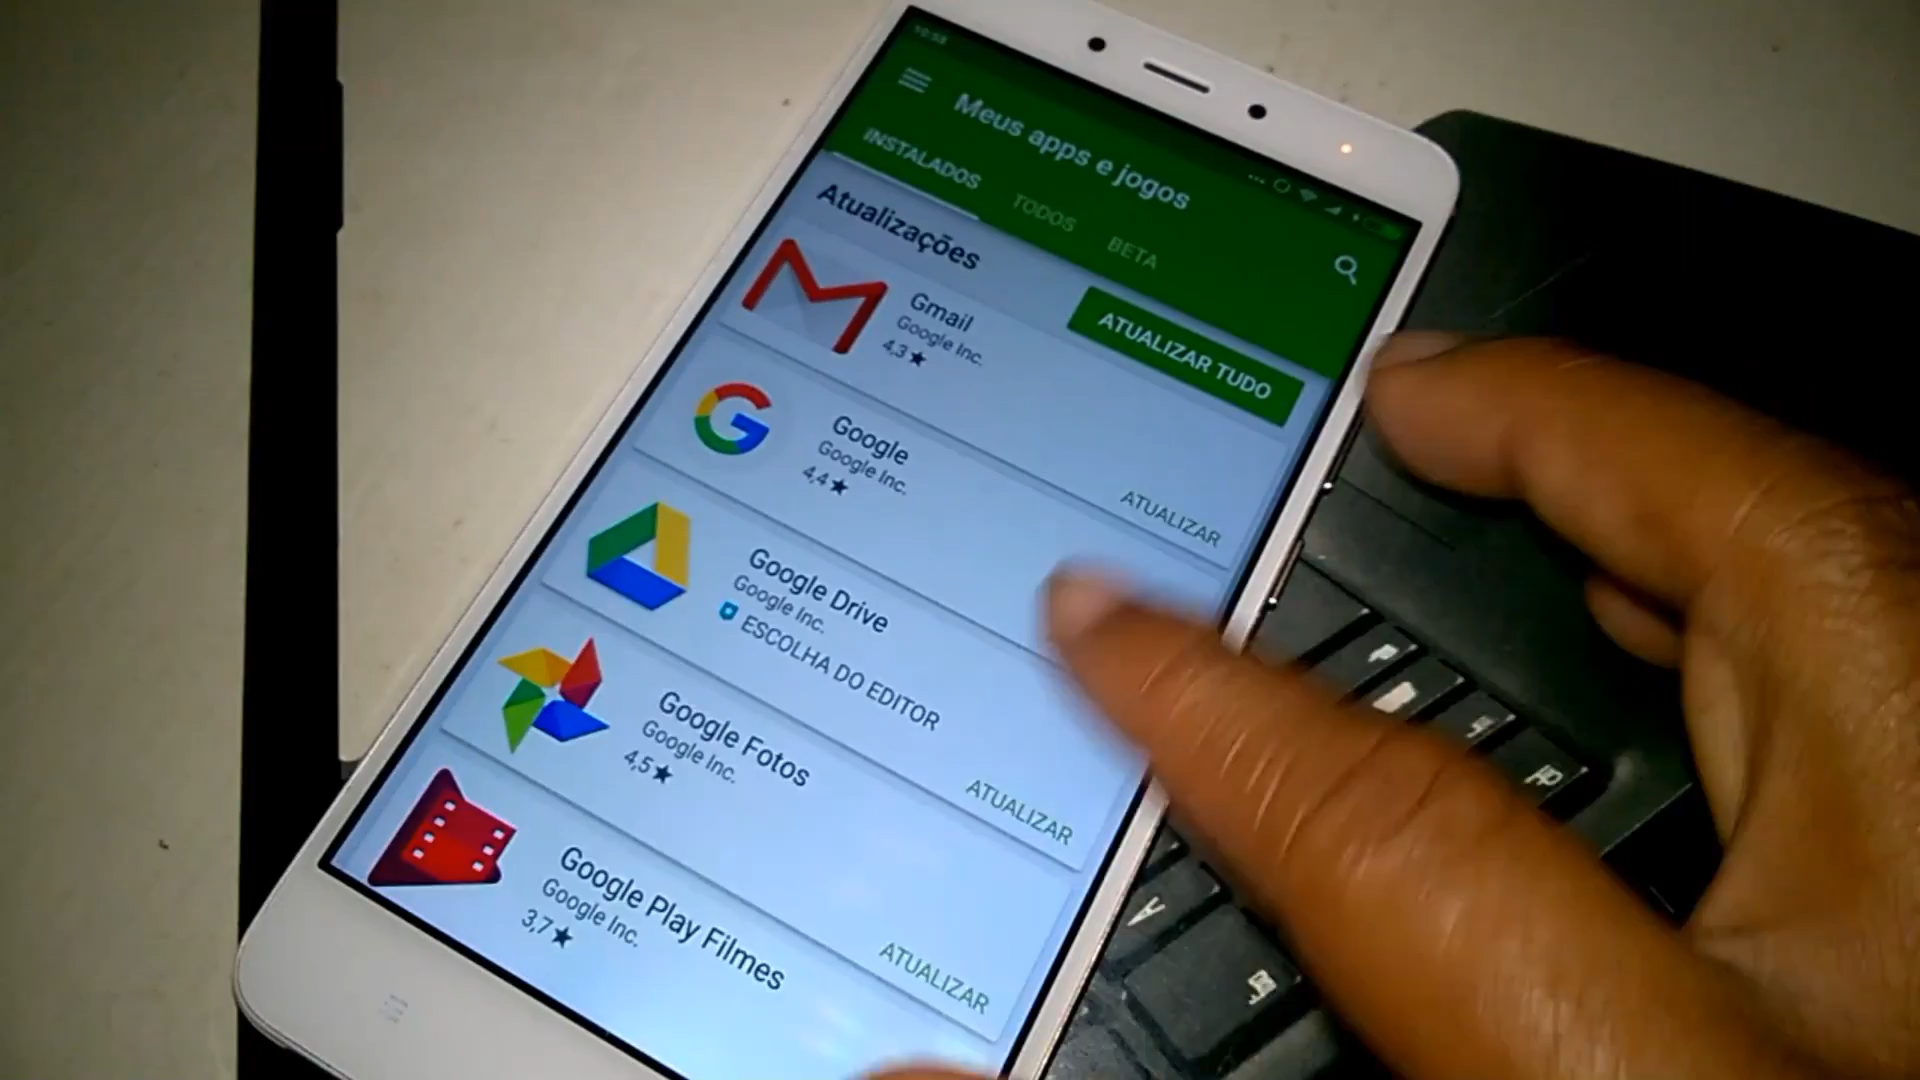 10:58
Meus apps e jogos
INSTALADOS
TODOS
BETA
Atualizações
ATUALIZAR TUDO
Gmail
Google Inc.
4,3★
ATUALIZAR
Google
Google Inc.
4,4★
Google Drive
Google Inc.
ESCOLHA DO EDITOR
ATUALIZAR
Google Fotos
Google Inc.
4,5★
ATUALIZAR
Google Play Filmes
Google Inc.
3,7★